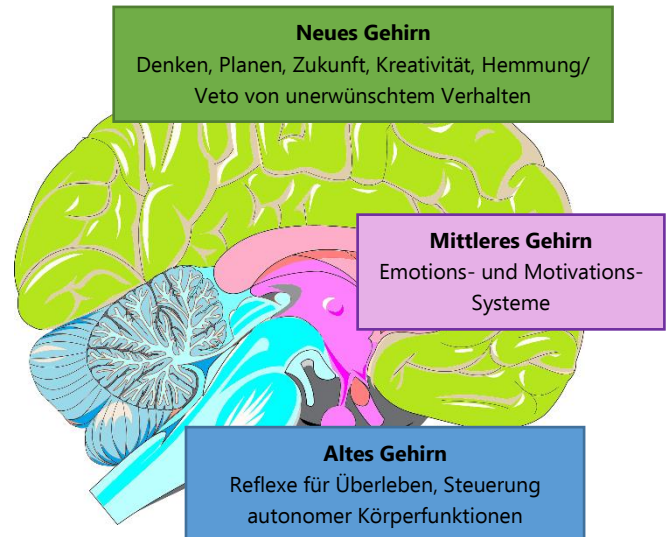 Neues Gehirn
Denken, Planen, Zukunft, Kreativität, Hemmung/
Veto von unerwünschtem Verhalten
Mittleres Gehirn
Emotions- und Motivations-
Systeme
Altes Gehirn
Reflexe für Überleben, Steuerung
autonomer Körperfunktionen